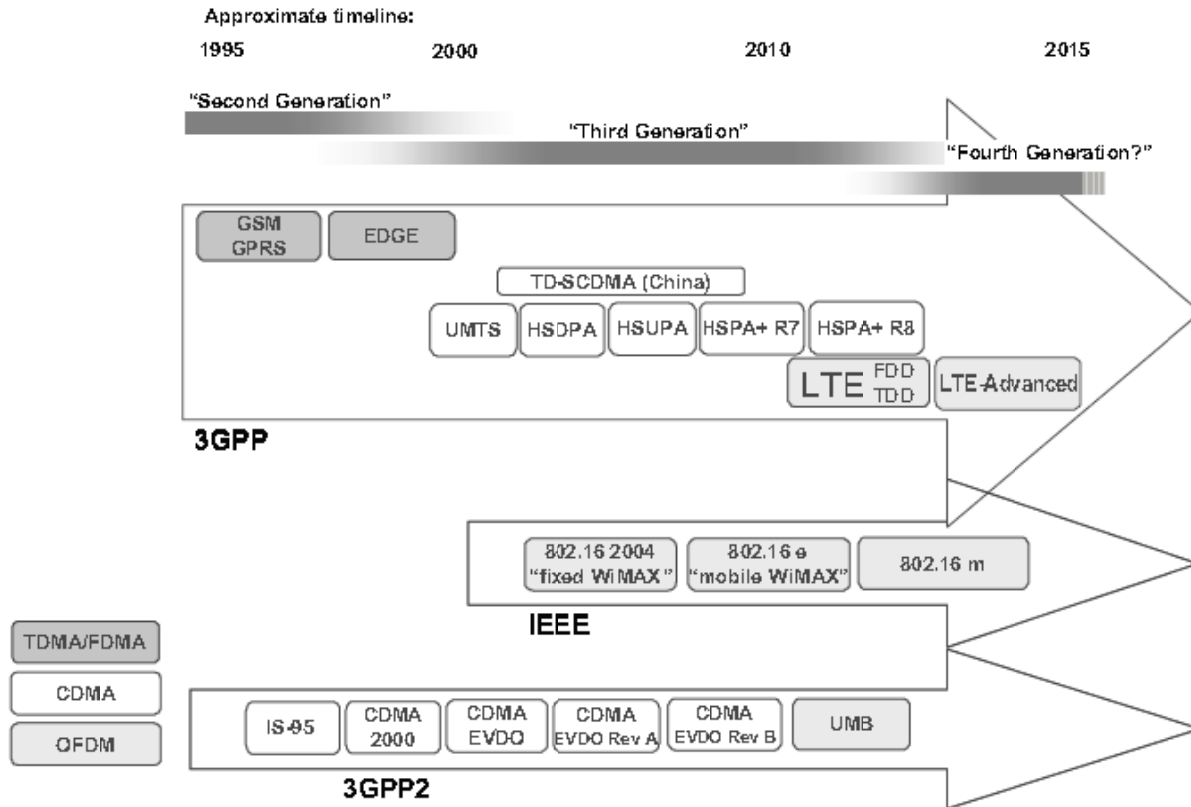 Approximate timeline:
1995 2000 2010 2015
"Second Generation"
"Third Generation"
"Fourth Generation?"
GSM
GPRS
EDGE
TD-SCDMA (China)
UMTS
HSDPA
HSUPA
HSPA+ R7
HSPA+ R8
LTE FDD
TDD
LTE-Advanced
3GPP
802.16 2004
"fixed WiMAX"
802.16 e
"mobile WiMAX"
802.16 m
IEEE
TDMA/FDMA
CDMA
OFDM
IS-95
CDMA
2000
CDMA
EVDO
CDMA
EVDO Rev A
CDMA
EVDO Rev B
UMB
3GPP2